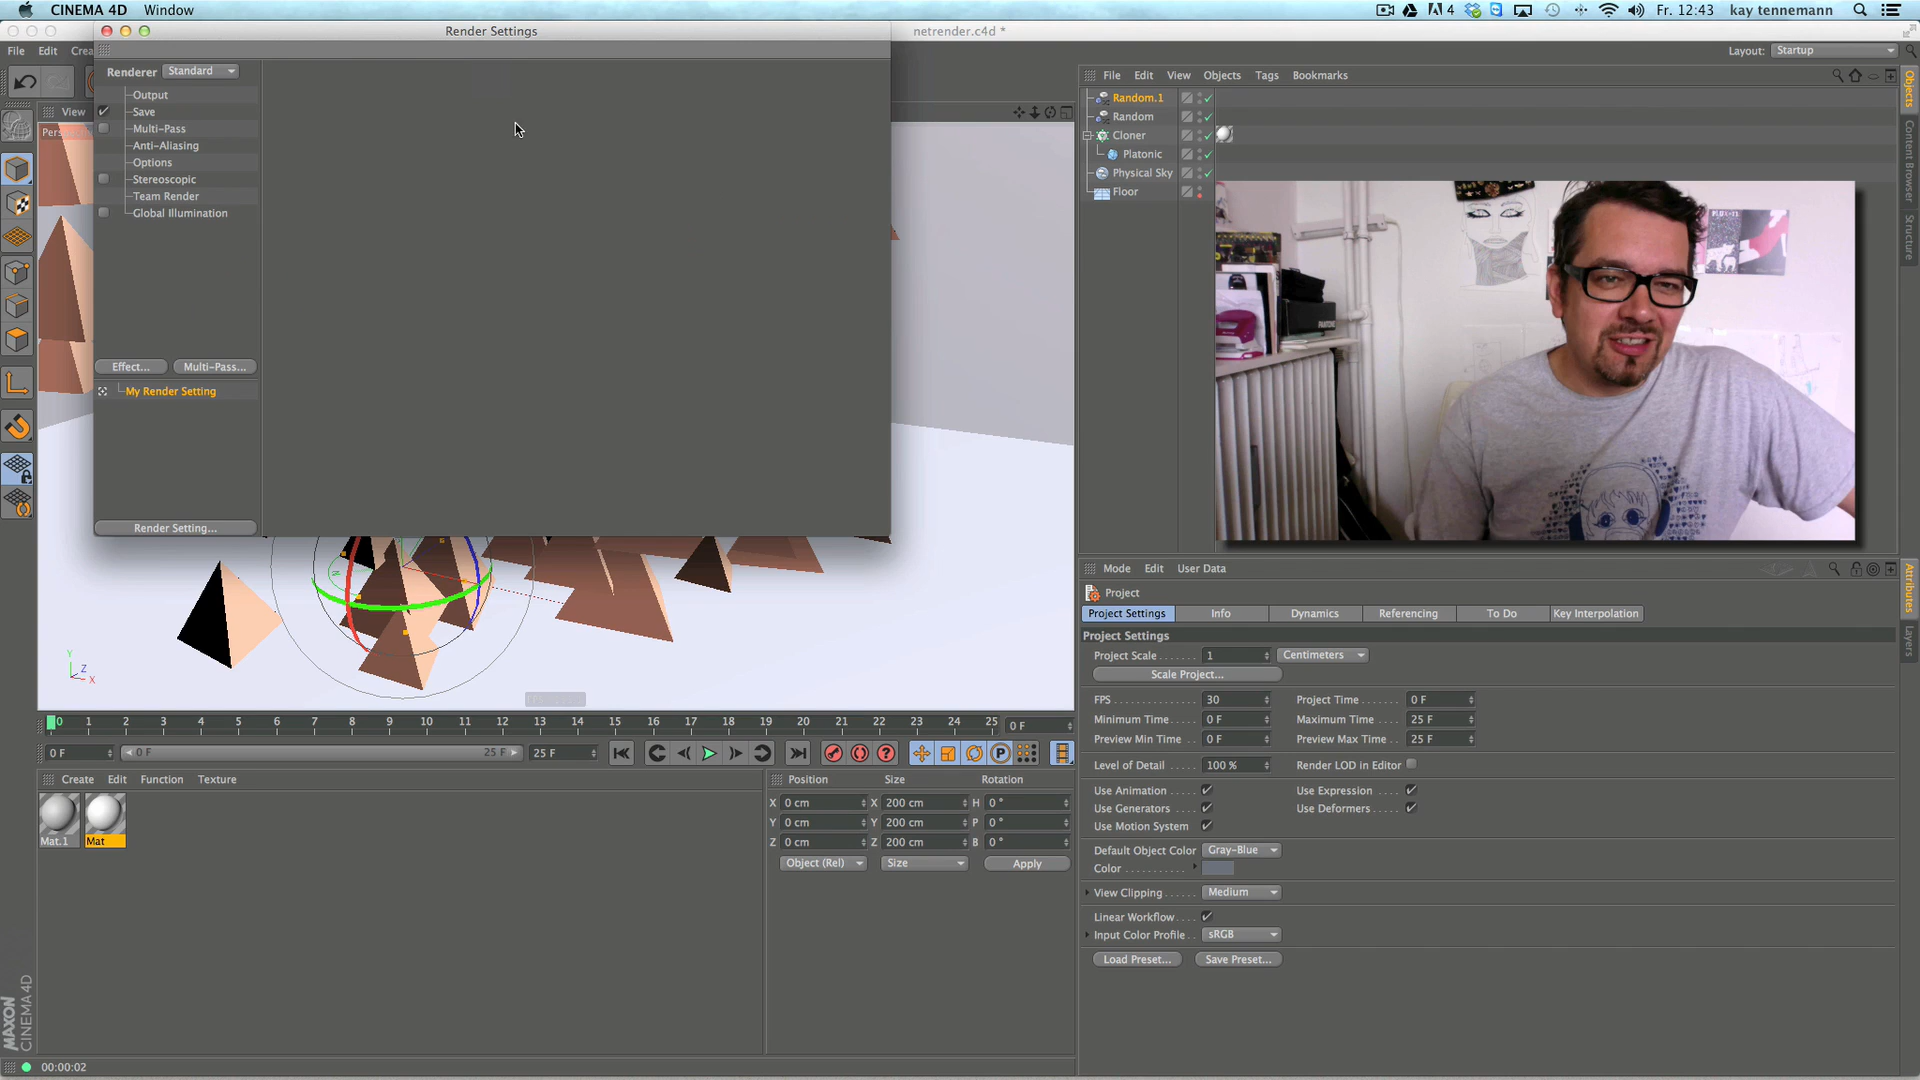 CINEMA 4D Window
4 Fr. 12:43 kay tennemann
Render Settings
netrender.c4d *
File Edit Crea
Layout: Startup
Renderer Standard
Output
Save
Multi-Pass
Anti-Aliasing
Options
Stereoscopic
Team Render
Global Illumination
Effect... Multi-Pass...
My Render Setting
Render Setting...
View
Pers
File Edit View Objects Tags Bookmarks
Random.1
Random
Cloner
Platonic
Physical Sky
Floor
Objects
Content Browser
Structure
PANTONE
Y
Z
X
0 1 2 3 4 5 6 7 8 9 10 11 12 13 14 15 16 17 18 19 20 21 22 23 24 25 0 F
0 F 0 F 25 F 25 F
P
Create Edit Function Texture
Mat.1 Mat
Position Size Rotation
X 0 cm X 200 cm H 0 °
Y 0 cm Y 200 cm P 0 °
Z 0 cm Z 200 cm B 0 °
Object (Rel) Size Apply
Mode Edit User Data
Project
Project Settings Info Dynamics Referencing To Do Key Interpolation
Project Settings
Project Scale 1 Centimeters
Scale Project...
FPS 30 Project Time 0 F
Minimum Time 0 F Maximum Time 25 F
Preview Min Time 0 F Preview Max Time 25 F
Level of Detail 100 % Render LOD in Editor
Use Animation Use Expression
Use Generators Use Deformers
Use Motion System
Default Object Color Gray-Blue
Color
View Clipping Medium
Linear Workflow
Input Color Profile sRGB
Load Preset... Save Preset...
Attributes
Layers
MAXON
CINEMA 4D
00:00:02